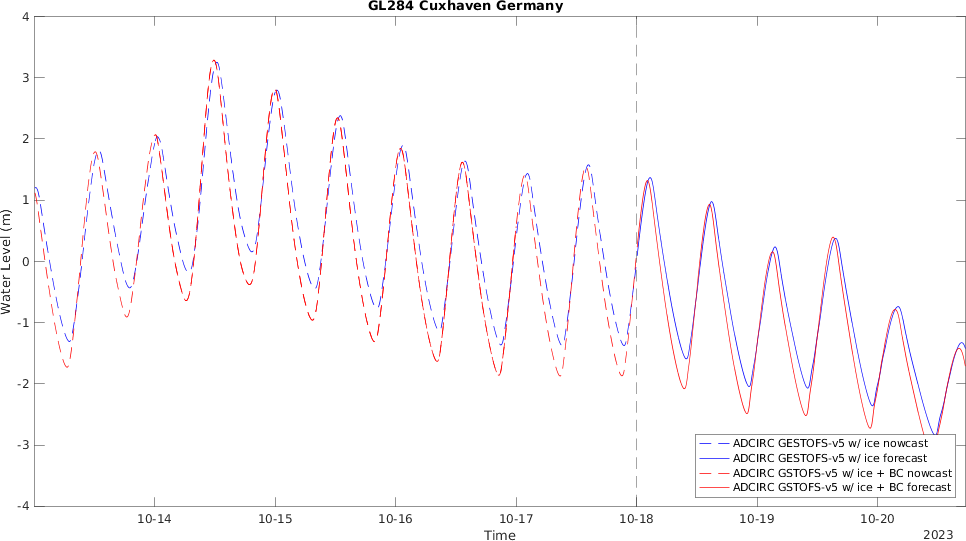 GL284 Cuxhaven Germany
4
3
2
1
0
-1
-2
-3
-4
Water Level (m)
10-14
10-15
10-16
10-17
10-18
10-19
10-20
Time
2023
ADCIRC GESTOFS-v5 w/ ice nowcast
ADCIRC GESTOFS-v5 w/ ice forecast
ADCIRC GSTOFS-v5 w/ ice + BC nowcast
ADCIRC GSTOFS-v5 w/ ice + BC forecast